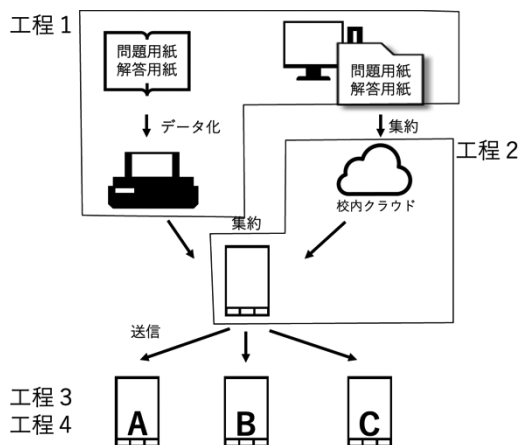 工程1
問題用紙
解答用紙
問題用紙
解答用紙
データ化
集約
工程2
校内クラウド
集約
送信
工程3
工程4
A
B
C